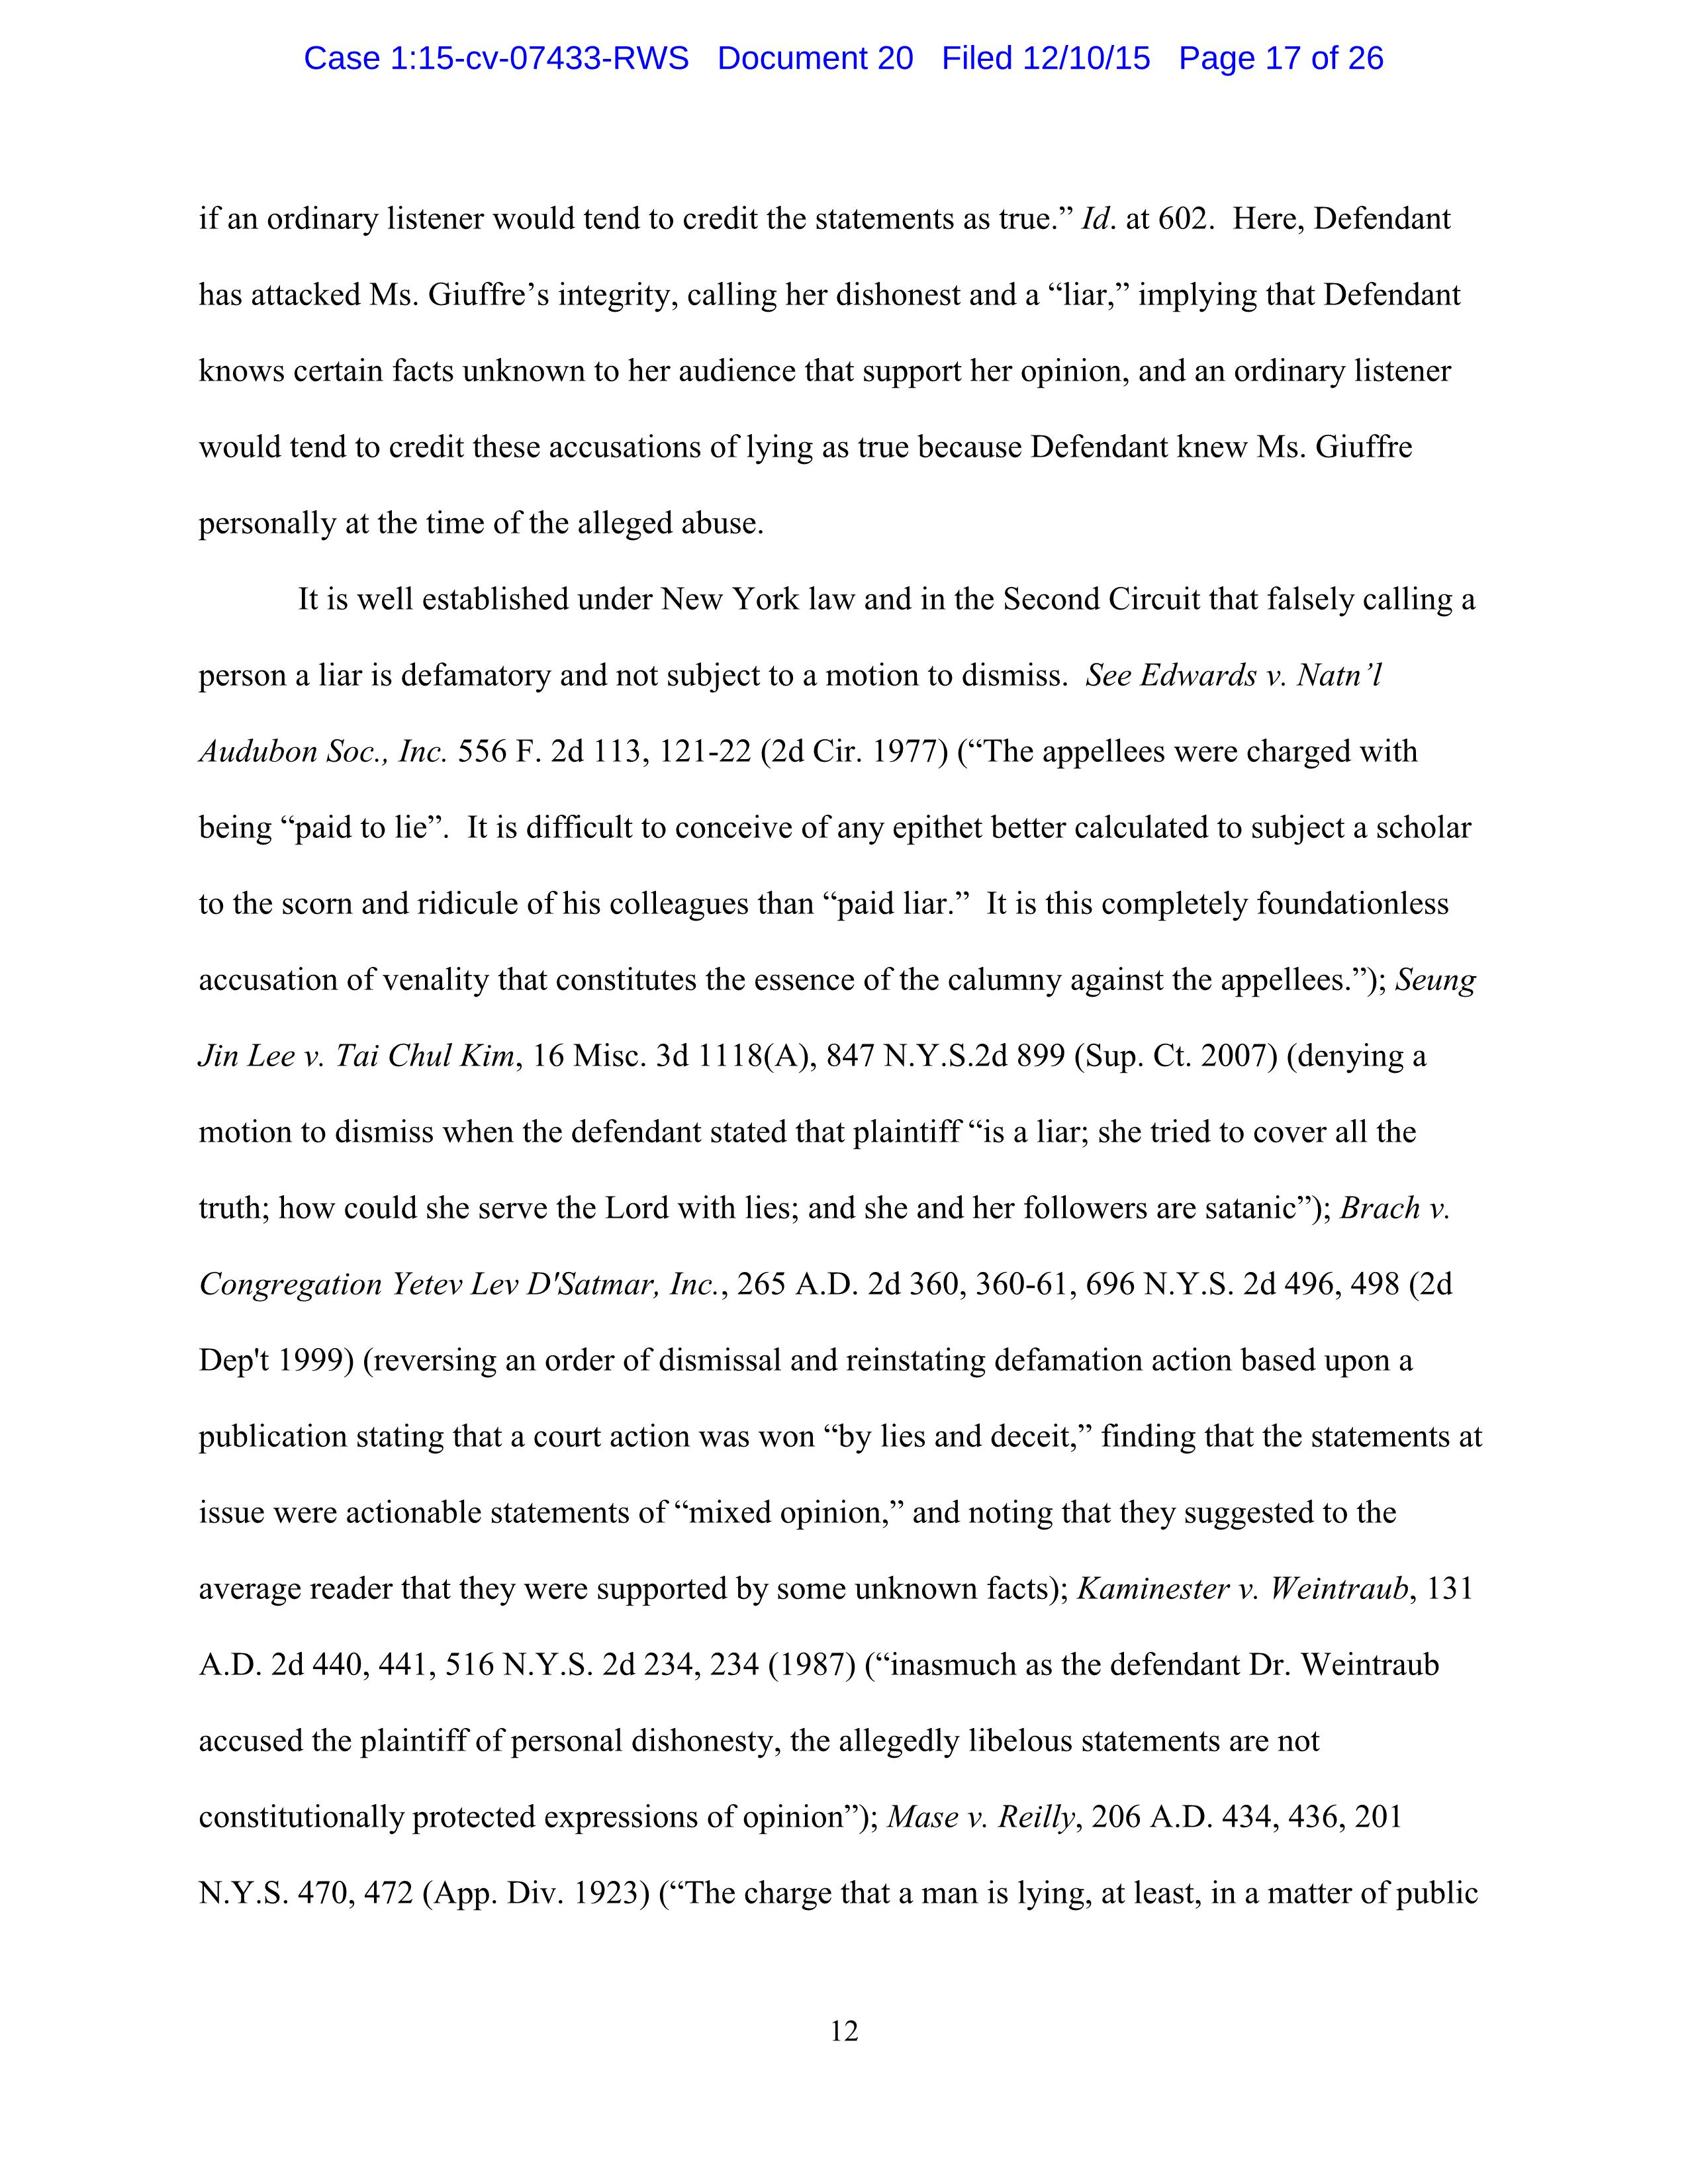 Case 1:15-cv-07433-RWS Document 20 Filed 12/10/15 Page 17 of 26
if an ordinary listener would tend to credit the statements as true.” Id. at 602. Here, Defendant
has attacked Ms. Giuffre’s integrity, calling her dishonest and a “liar,” implying that Defendant
knows certain facts unknown to her audience that support her opinion, and an ordinary listener
would tend to credit these accusations of lying as true because Defendant knew Ms. Giuffre
personally at the time of the alleged abuse.
It is well established under New York law and in the Second Circuit that falsely calling a
person a liar is defamatory and not subject to a motion to dismiss. See Edwards v. Natn’l
Audubon Soc., Inc. 556 F. 2d 113, 121-22 (2d Cir. 1977) (“The appellees were charged with
being “paid to lie”. It is difficult to conceive of any epithet better calculated to subject a scholar
to the scorn and ridicule of his colleagues than “paid liar.” It is this completely foundationless
accusation of venality that constitutes the essence of the calumny against the appellees.”); Seung
Jin Lee v. Tai Chul Kim, 16 Misc. 3d 1118(A), 847 N.Y.S.2d 899 (Sup. Ct. 2007) (denying a
motion to dismiss when the defendant stated that plaintiff “is a liar; she tried to cover all the
truth; how could she serve the Lord with lies; and she and her followers are satanic”); Brach v.
Congregation Yetev Lev D'Satmar, Inc., 265 A.D. 2d 360, 360-61, 696 N.Y.S. 2d 496, 498 (2d
Dep't 1999) (reversing an order of dismissal and reinstating defamation action based upon a
publication stating that a court action was won “by lies and deceit,” finding that the statements at
issue were actionable statements of “mixed opinion,” and noting that they suggested to the
average reader that they were supported by some unknown facts); Kaminester v. Weintraub, 131
A.D. 2d 440, 441, 516 N.Y.S. 2d 234, 234 (1987) (“inasmuch as the defendant Dr. Weintraub
accused the plaintiff of personal dishonesty, the allegedly libelous statements are not
constitutionally protected expressions of opinion”); Mase v. Reilly, 206 A.D. 434, 436, 201
N.Y.S. 470, 472 (App. Div. 1923) (“The charge that a man is lying, at least, in a matter of public
12